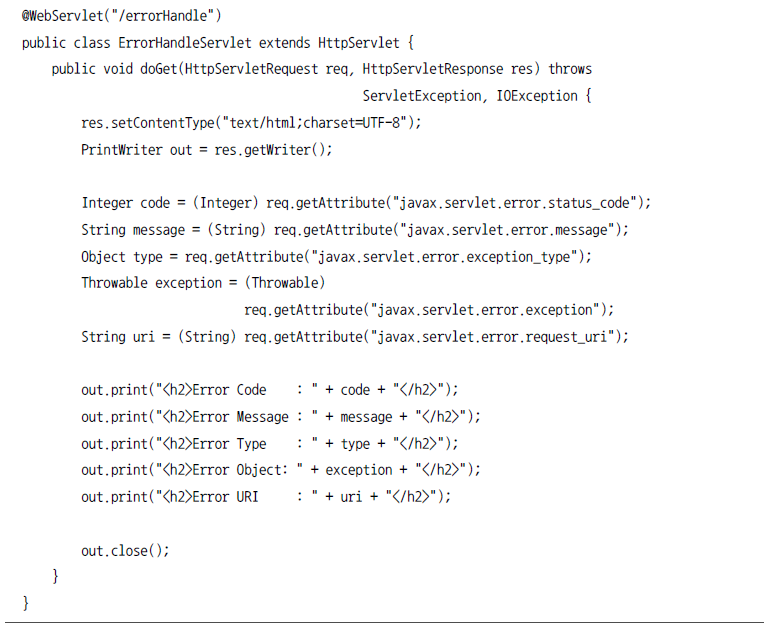 @WebServlet("/errorHandle")
public class ErrorHandleServlet extends HttpServlet {
public void doGet(HttpServletRequest req, HttpServletResponse res) throws
ServletException, IOException {
res.setContentType("text/html;charset=UTF-8");
PrintWriter out = res.getWriter();
Integer code = (Integer) req.getAttribute("javax.servlet.error.status_code");
String message = (String) req.getAttribute("javax.servlet.error.message");
Object type = req.getAttribute("javax.servlet.error.exception_type");
Throwable exception = (Throwable)
req.getAttribute("javax.servlet.error.exception");
String uri = (String) req.getAttribute("javax.servlet.error.request_uri");
out.print("<h2>Error Code    : " + code + "</h2>");
out.print("<h2>Error Message : " + message + "</h2>");
out.print("<h2>Error Type    : " + type + "</h2>");
out.print("<h2>Error Object: " + exception + "</h2>");
out.print("<h2>Error URI     : " + uri + "</h2>");
out.close();
}
}